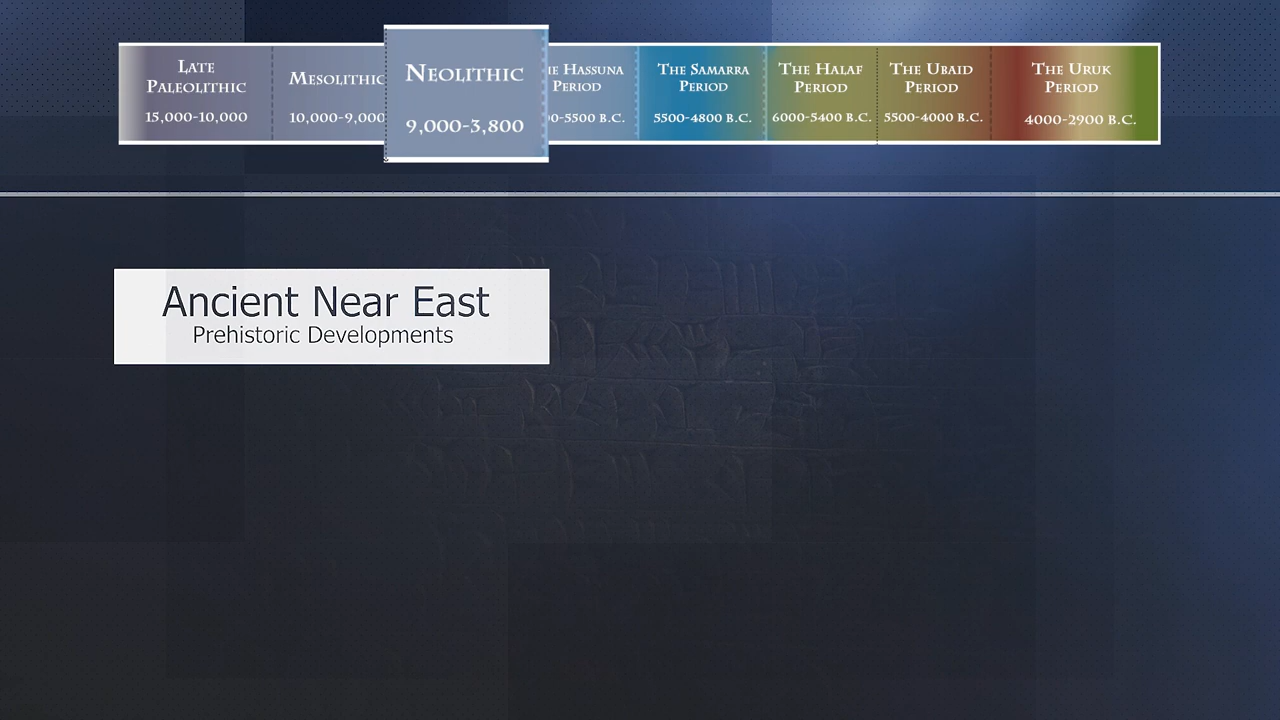 Late
Paleolithic
15,000-10,000
Mesolithic
10,000-9,000
Neolithic
9,000-3,800
Hassuna
Period
-5500 B.C.
The Samarra
Period
5500-4800 B.C.
The Halaf
Period
6000-5400 B.C.
The Ubaid
Period
5500-4000 B.C.
The Uruk
Period
4000-2900 B.C.
Ancient Near East
Prehistoric Developments